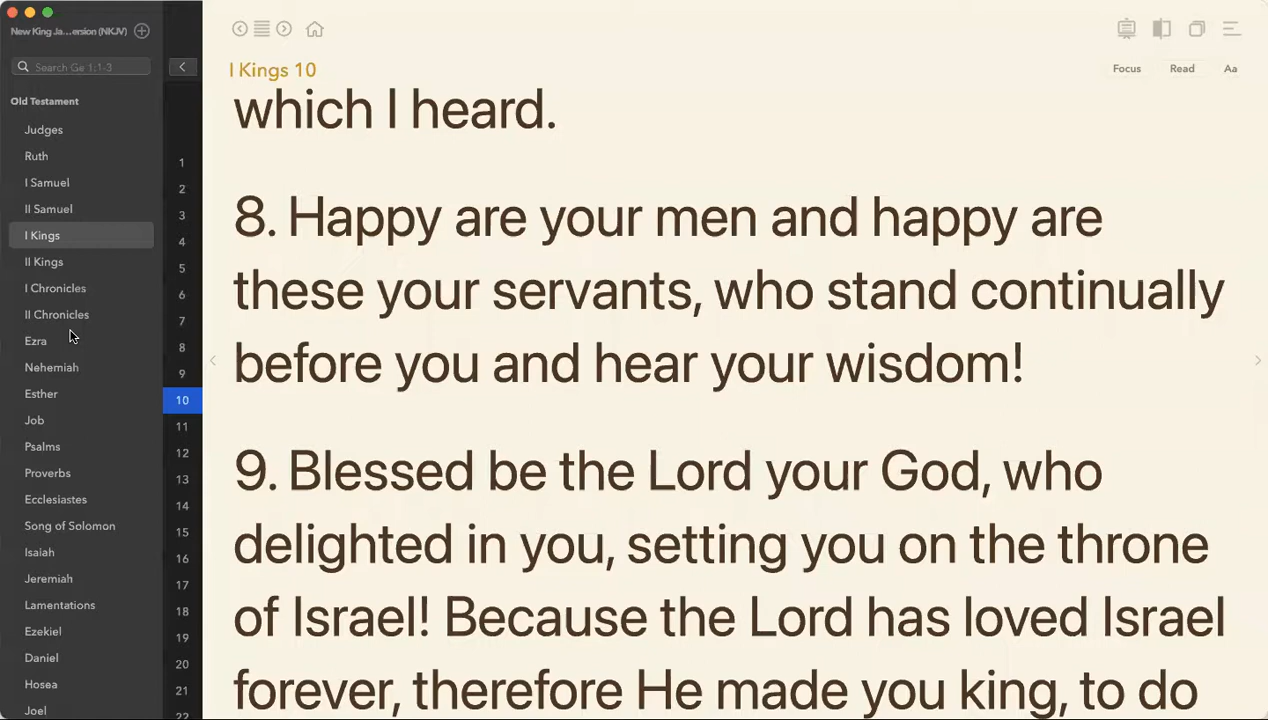 New King Ja...ersion (NKJV)
Search Ge 1:1-3
Old Testament
Judges
Ruth
I Samuel
II Samuel
I Kings
II Kings
I Chronicles
II Chronicles
Ezra
Nehemiah
Esther
Job
Psalms
Proverbs
Ecclesiastes
Song of Solomon
Isaiah
Jeremiah
Lamentations
Ezekiel
Daniel
Hosea
Joel
1
2
3
4
5
6
7
8
9
10
11
12
13
14
15
16
17
18
19
20
21
22
I Kings 10
Focus Read Aa
which I heard.
8. Happy are your men and happy are
these your servants, who stand continually
before you and hear your wisdom!
9. Blessed be the Lord your God, who
delighted in you, setting you on the throne
of Israel! Because the Lord has loved Israel
forever, therefore He made you king, to do